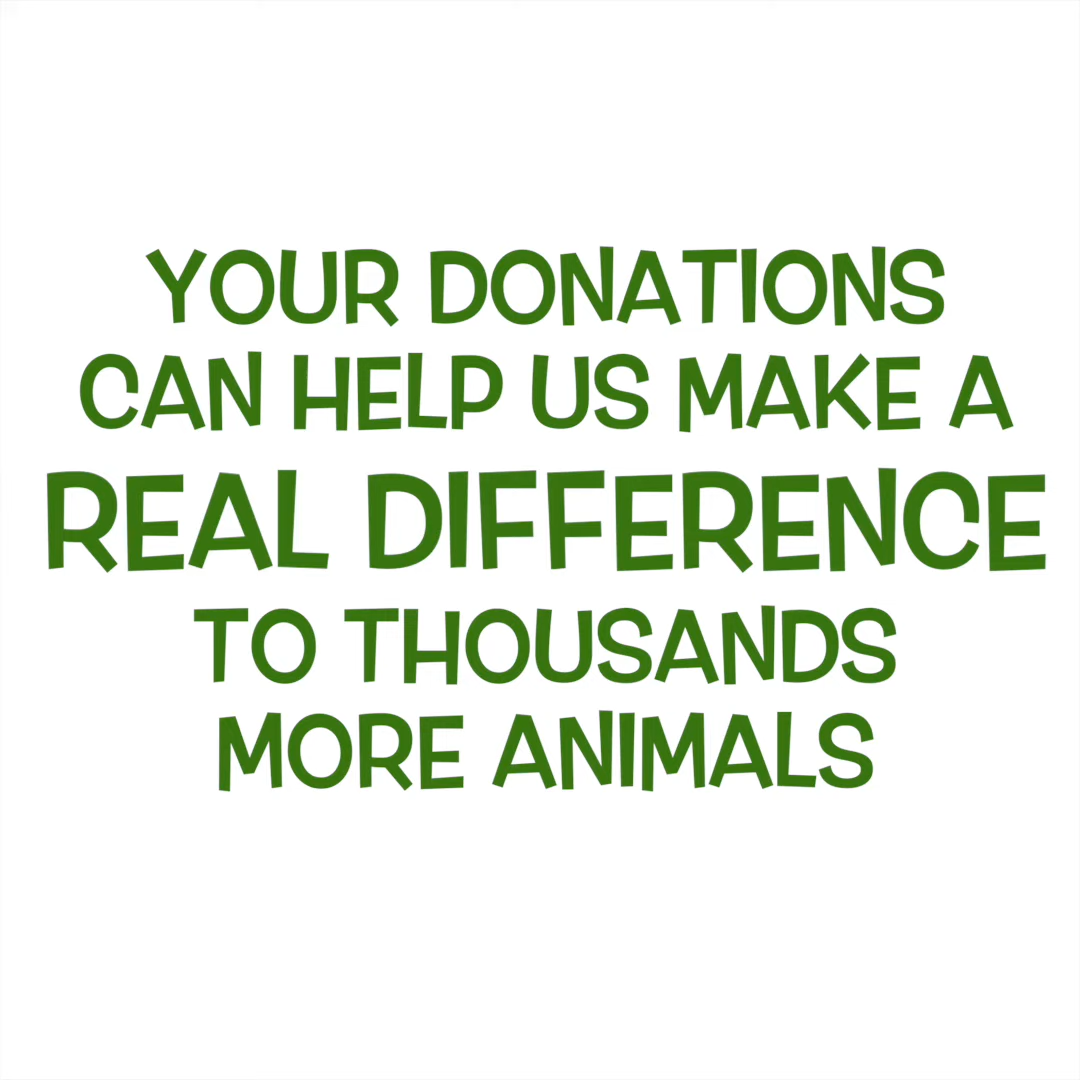 YOUR DONATIONS
CAN HELP US MAKE A
REAL DIFFERENCE
TO THOUSANDS
MORE ANIMALS